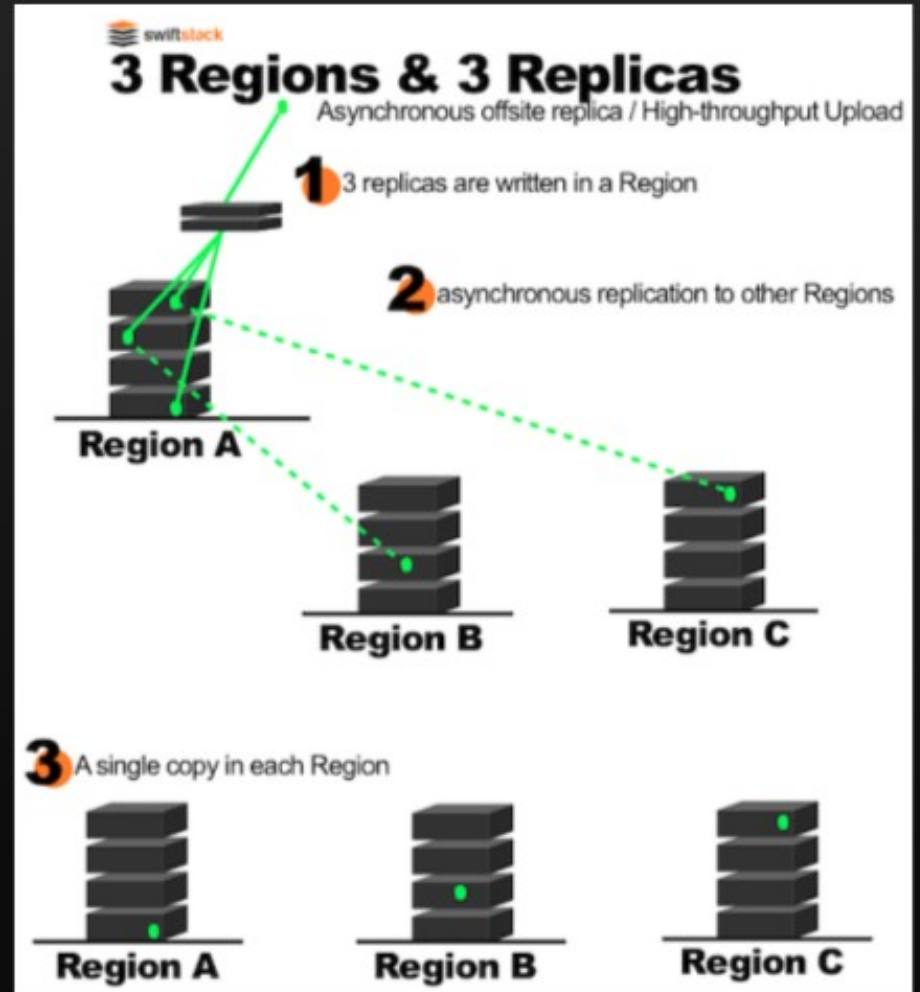 swiftstack
3 Regions & 3 Replicas
Asynchronous offsite replica / High-throughput Upload
1 3 replicas are written in a Region
2 asynchronous replication to other Regions
Region A
Region B
Region C
3 A single copy in each Region
Region A
Region B
Region C